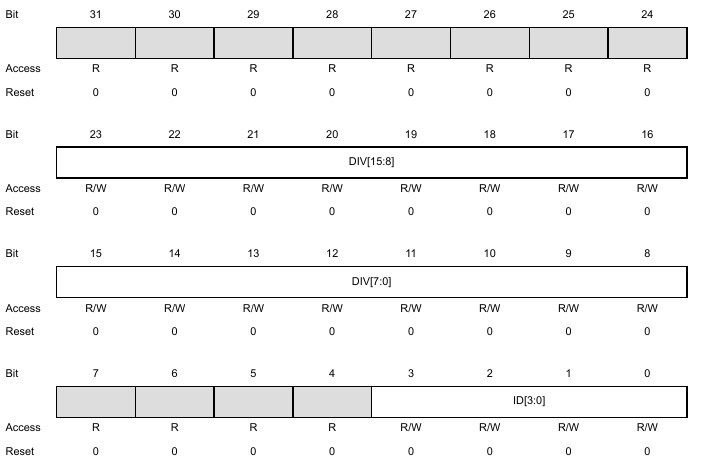 Bit 31 30 29 28 27 26 25 24
Access R R R R R R R R
Reset 0 0 0 0 0 0 0 0
Bit 23 22 21 20 19 18 17 16
DIV[15:8]
Access R/W R/W R/W R/W R/W R/W R/W R/W
Reset 0 0 0 0 0 0 0 0
Bit 15 14 13 12 11 10 9 8
DIV[7:0]
Access R/W R/W R/W R/W R/W R/W R/W R/W
Reset 0 0 0 0 0 0 0 0
Bit 7 6 5 4 3 2 1 0
ID[3:0]
Access R R R R R/W R/W R/W R/W
Reset 0 0 0 0 0 0 0 0